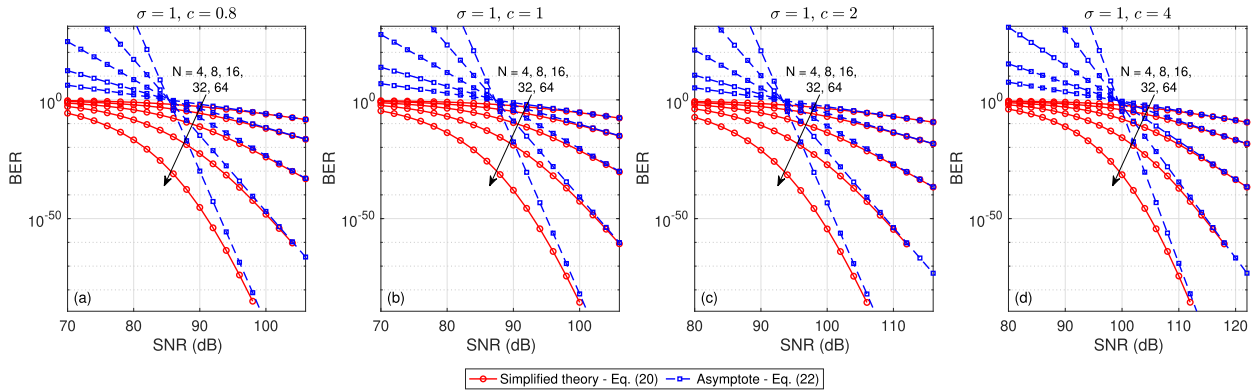 σ = 1, c = 0.8
N = 4, 8, 16,
32, 64
10^0
10^-50
BER
(a)
70 80 90 100
SNR (dB)
σ = 1, c = 1
N = 4, 8, 16,
32, 64
10^0
10^-50
BER
(b)
70 80 90 100
SNR (dB)
σ = 1, c = 2
N = 4, 8, 16,
32, 64
10^0
10^-50
BER
(c)
80 90 100 110
SNR (dB)
σ = 1, c = 4
N = 4, 8, 16,
32, 64
10^0
10^-50
BER
(d)
80 90 100 110 120
SNR (dB)
Simplified theory - Eq. (20) Asymptote - Eq. (22)